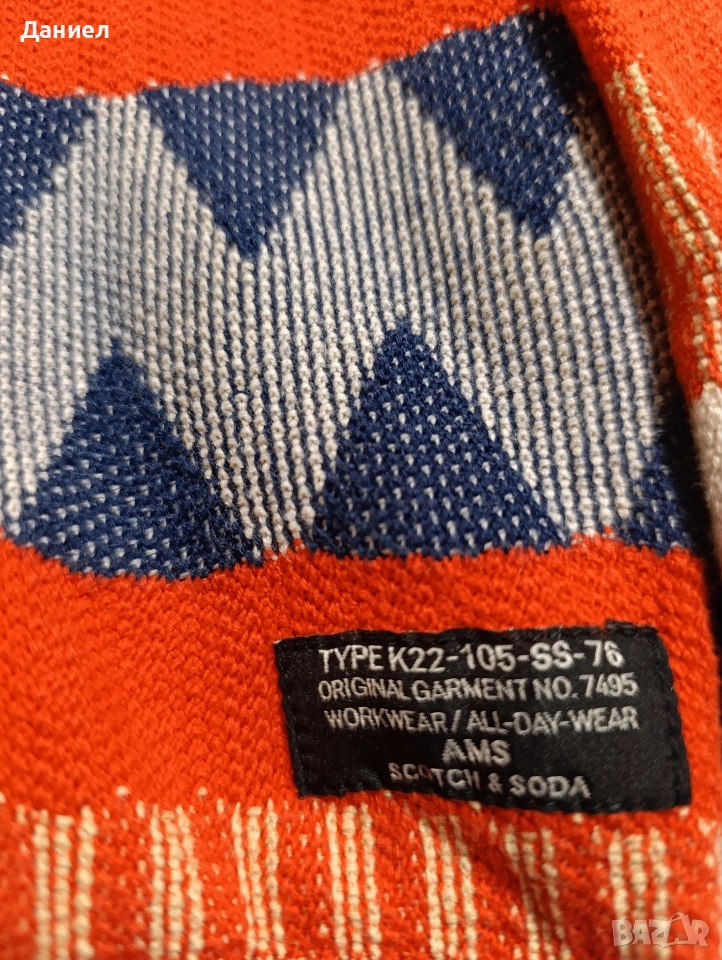 Даниел
TYPE K22-105-SS-76
ORIGINAL GARMENT NO. 7495
WORKWEAR / ALL-DAY-WEAR
AMS
SCOTCH & SODA
BAZAR